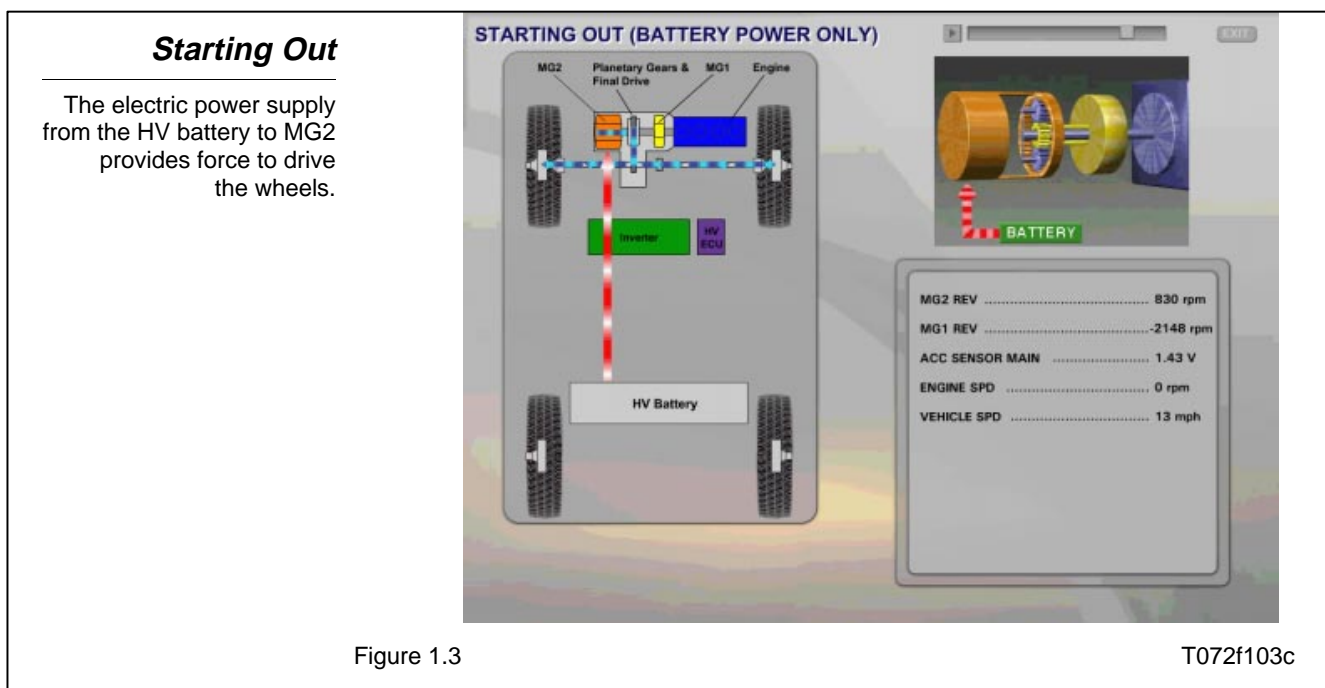 Starting Out
The electric power supply
from the HV battery to MG2
provides force to drive
the wheels.
STARTING OUT (BATTERY POWER ONLY)
EXIT
MG2
Planetary Gears &
Final Drive
MG1
Engine
Inverter
HV
ECU
HV Battery
BATTERY
MG2 REV ................................................ 830 rpm
MG1 REV ................................................-2148 rpm
ACC SENSOR MAIN ............................ 1.43 V
ENGINE SPD .......................................... 0 rpm
VEHICLE SPD ......................................... 13 mph
Figure 1.3
T072f103c